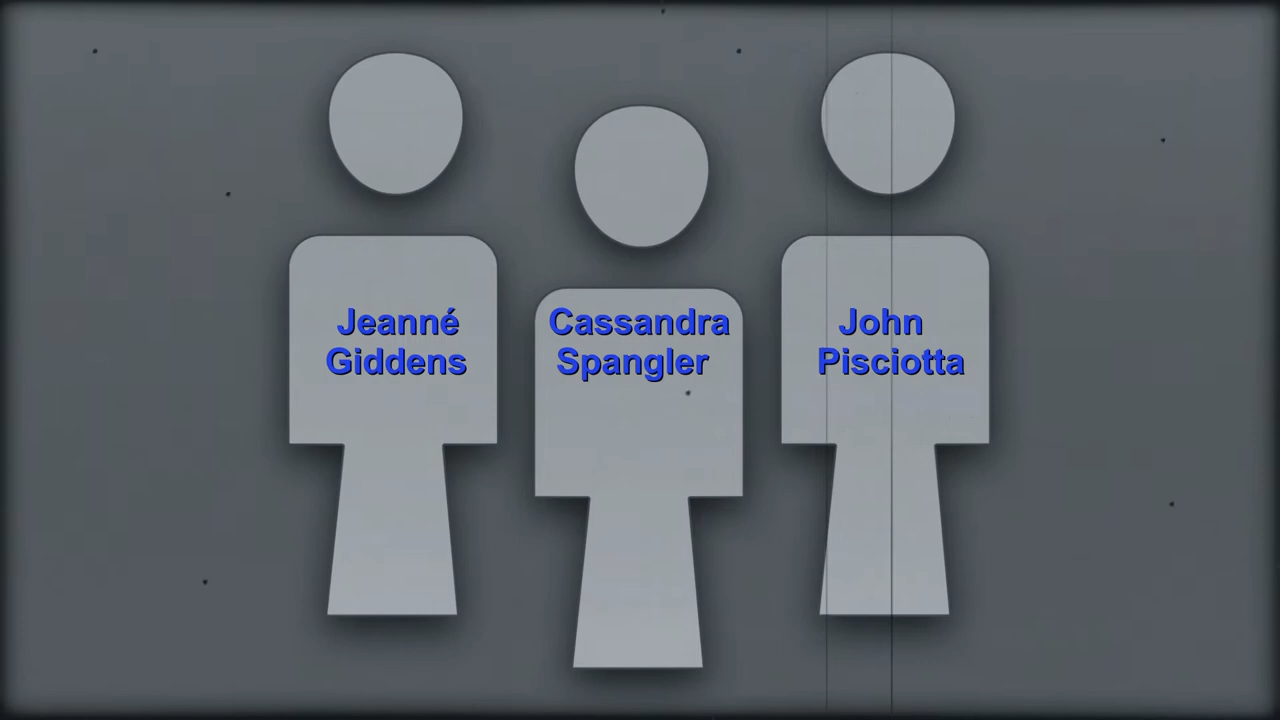 Jeanné
Giddens
Cassandra
Spangler
John
Pisciotta